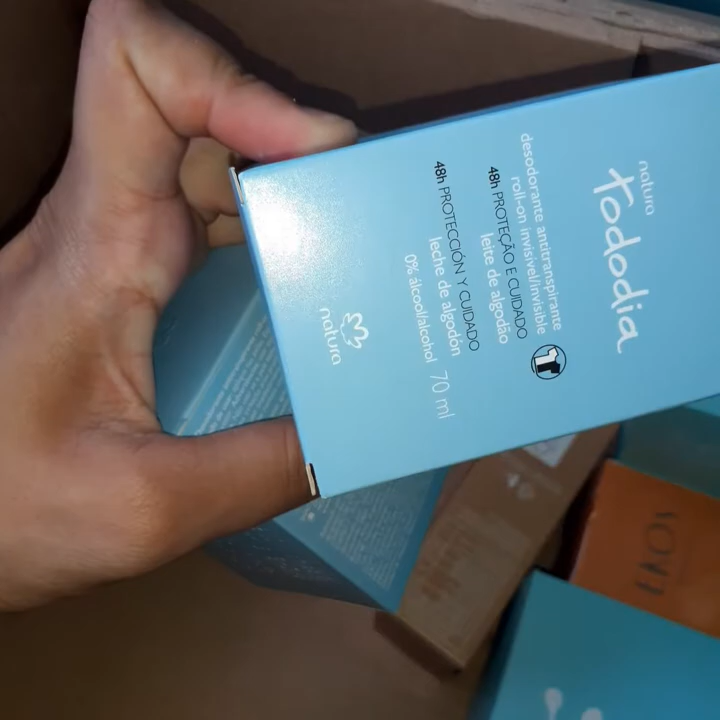 natura
tododia
desodorante antitranspirante
roll-on invisível/invisible
48h PROTEÇÃO E CUIDADO
leite de algodão
48h PROTECCIÓN Y CUIDADO
leche de algodón
0% álcool/alcohol 70 ml
natura
EKOS